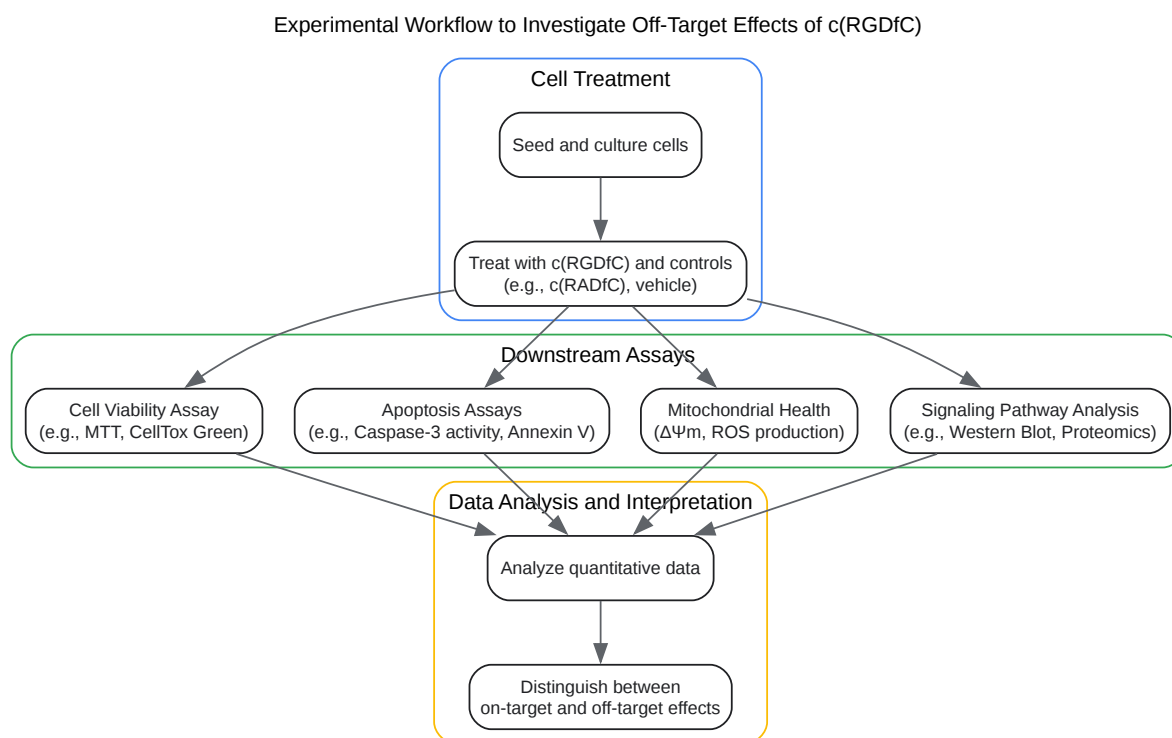 Experimental Workflow to Investigate Off-Target Effects of c(RGDfC)
Cell Treatment
Seed and culture cells
Treat with c(RGDfC) and controls
(e.g., c(RADfC), vehicle)
Downstream Assays
Cell Viability Assay
(e.g., MTT, CellTox Green)
Apoptosis Assays
(e.g., Caspase-3 activity, Annexin V)
Mitochondrial Health
(ΔΨm, ROS production)
Signaling Pathway Analysis
(e.g., Western Blot, Proteomics)
Data Analysis and Interpretation
Analyze quantitative data
Distinguish between
on-target and off-target effects